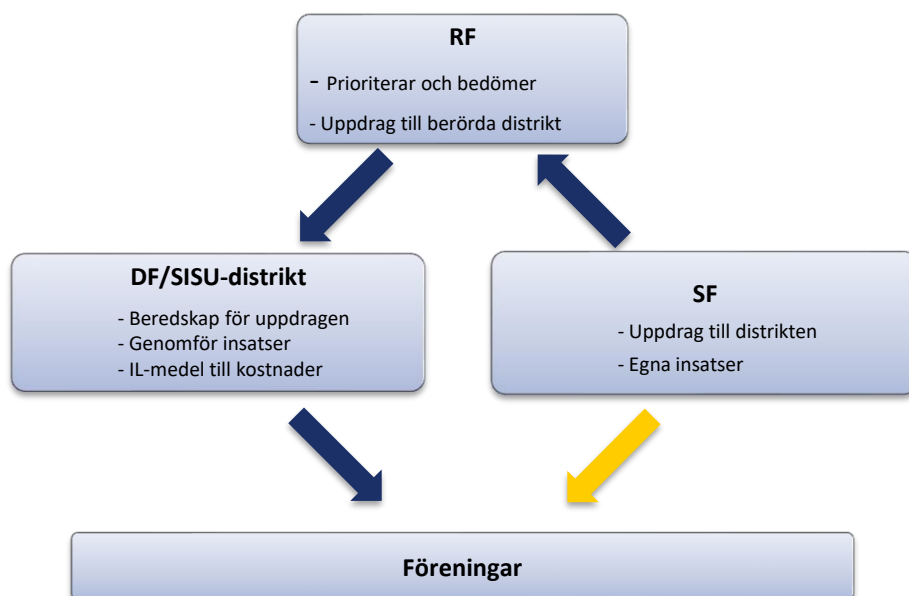 RF
- Prioriterar och bedömer
- Uppdrag till berörda distrikt
DF/SISU-distrikt
- Beredskap för uppdragen
- Genomför insatser
- IL-medel till kostnader
SF
- Uppdrag till distrikten
- Egna insatser
Föreningar